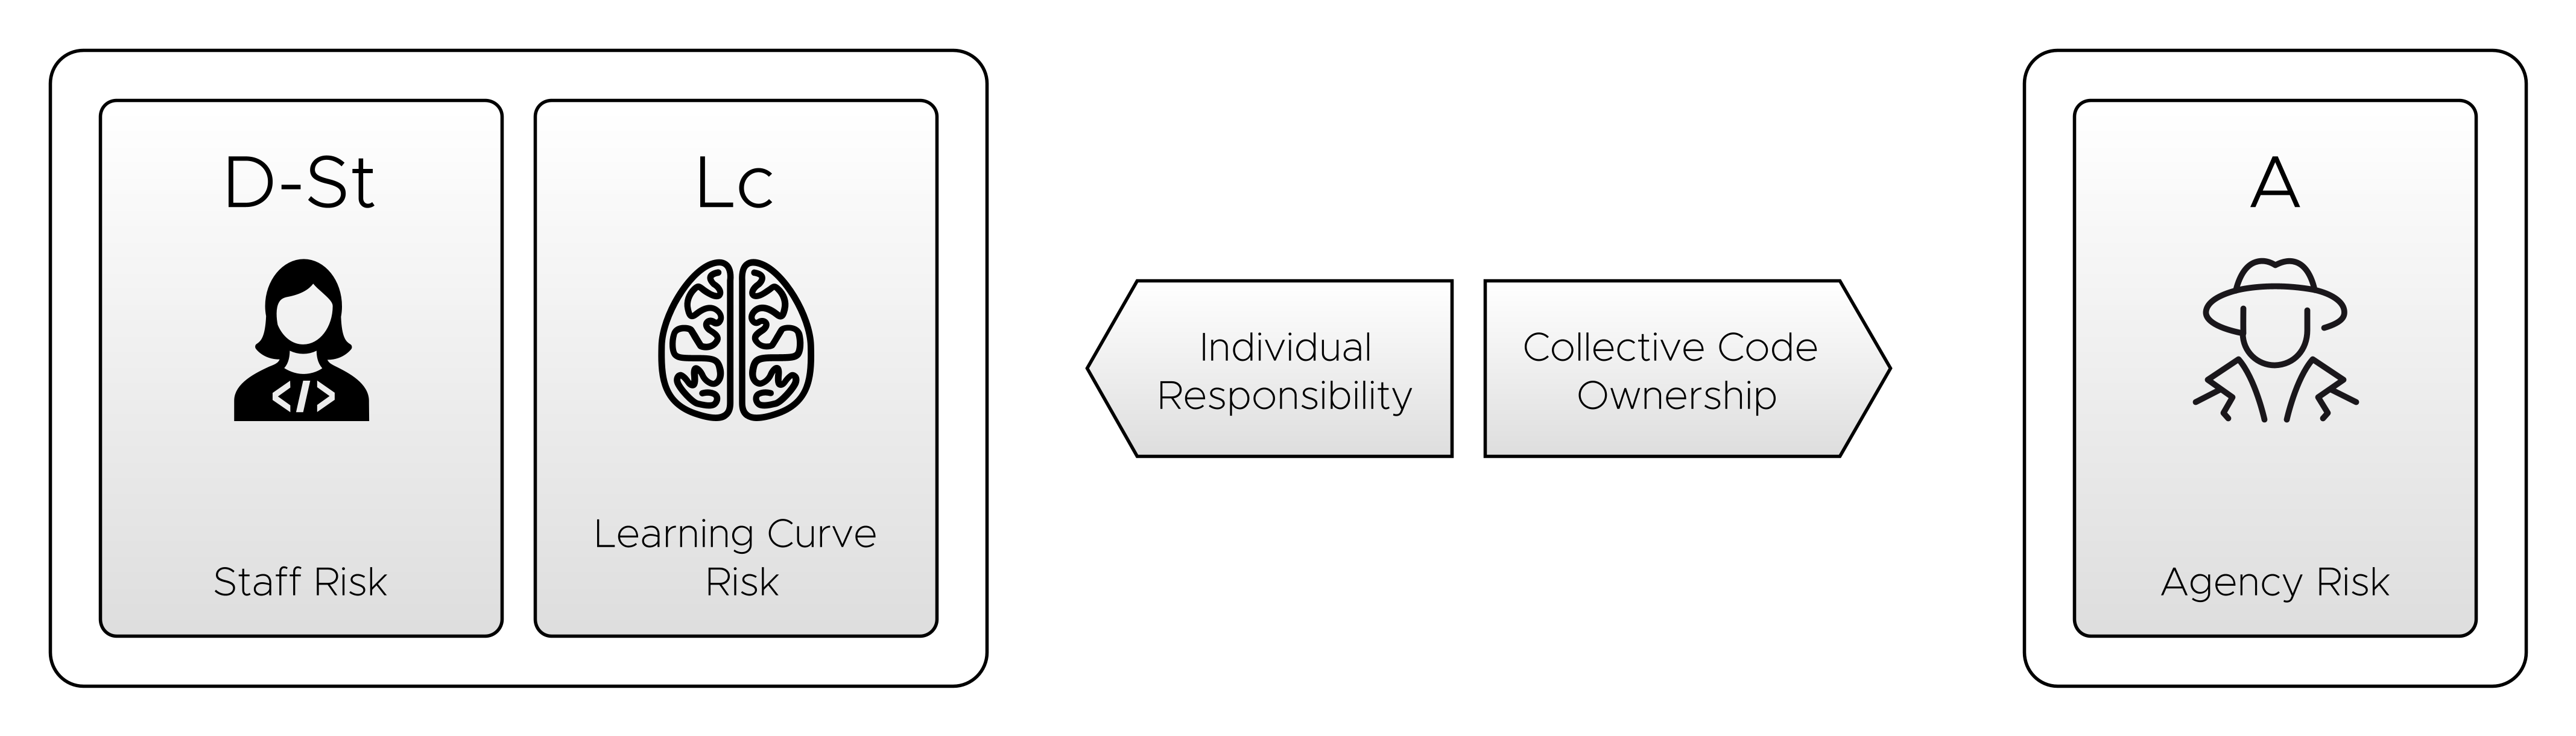 D-St
</>
Staff Risk
Lc
Learning Curve
Risk
Individual
Responsibility
Collective Code
Ownership
A
Agency Risk